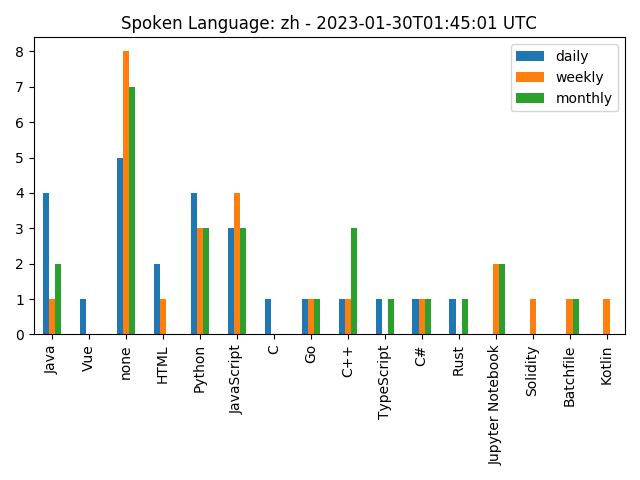 Spoken Language: zh - 2023-01-30T01:45:01 UTC
daily
weekly
monthly
8
7
6
5
4
3
2
1
0
Java
Vue
none
HTML
Python
JavaScript
C
Go
C++
TypeScript
C#
Rust
Jupyter Notebook
Solidity
Batchfile
Kotlin